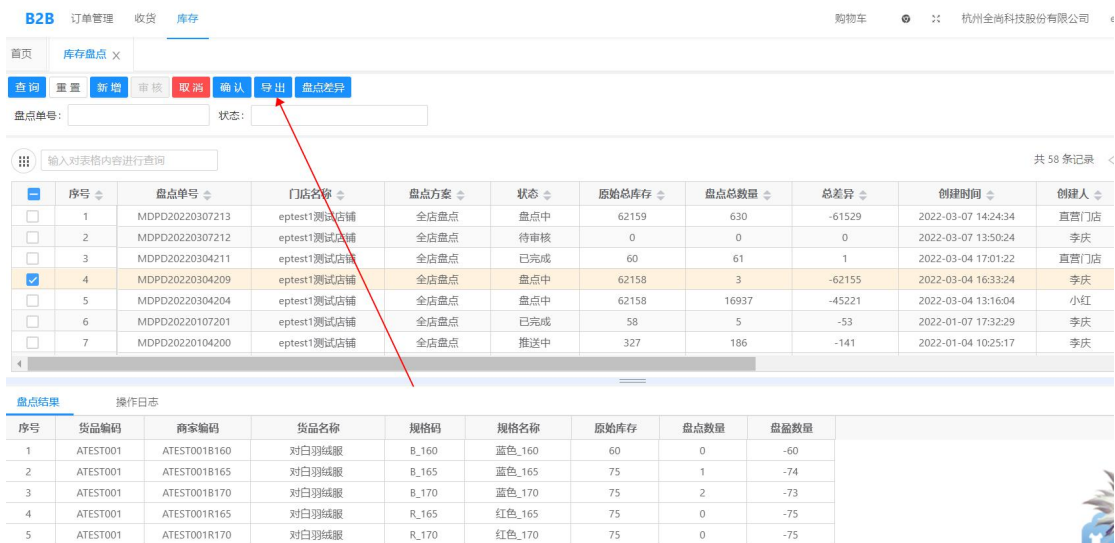 B2B 订单管理 收货 库存 购物车 杭州全尚科技股份有限公司
首页 库存盘点
查询 重置 新增 审核 取消 确认 导出 盘点差异
盘点单号: 状态:
输入对表格内容进行查询 共 58 条记录
序号 盘点单号 门店名称 盘点方案 状态 原始总库存 盘点总数量 总差异 创建时间 创建人
1 MDPD20220307213 eptest1测试店铺 全店盘点 盘点中 62159 630 -61529 2022-03-07 14:24:34 直营门店
2 MDPD20220307212 eptest1测试店铺 全店盘点 待审核 0 0 0 2022-03-07 13:50:24 李庆
3 MDPD20220304211 eptest1测试店铺 全店盘点 已完成 60 61 1 2022-03-04 17:01:22 直营门店
4 MDPD20220304209 eptest1测试店铺 全店盘点 盘点中 62158 3 -62155 2022-03-04 16:33:24 李庆
5 MDPD20220304204 eptest1测试店铺 全店盘点 盘点中 62158 16937 -45221 2022-03-04 13:16:04 小红
6 MDPD20220107201 eptest1测试店铺 全店盘点 已完成 58 5 -53 2022-01-07 17:32:29 李庆
7 MDPD20220104200 eptest1测试店铺 全店盘点 推送中 327 186 -141 2022-01-04 10:25:17 李庆
盘点结果 操作日志
序号 货品编码 商家编码 货品名称 规格码 规格名称 原始库存 盘点数量 盘盈数量
1 ATEST001 ATEST001B160 对白羽绒服 B_160 蓝色_160 60 0 -60
2 ATEST001 ATEST001B165 对白羽绒服 B_165 蓝色_165 75 1 -74
3 ATEST001 ATEST001B170 对白羽绒服 B_170 蓝色_170 75 2 -73
4 ATEST001 ATEST001R165 对白羽绒服 R_165 红色_165 75 0 -75
5 ATEST001 ATEST001R170 对白羽绒服 R_170 红色_170 75 0 -75